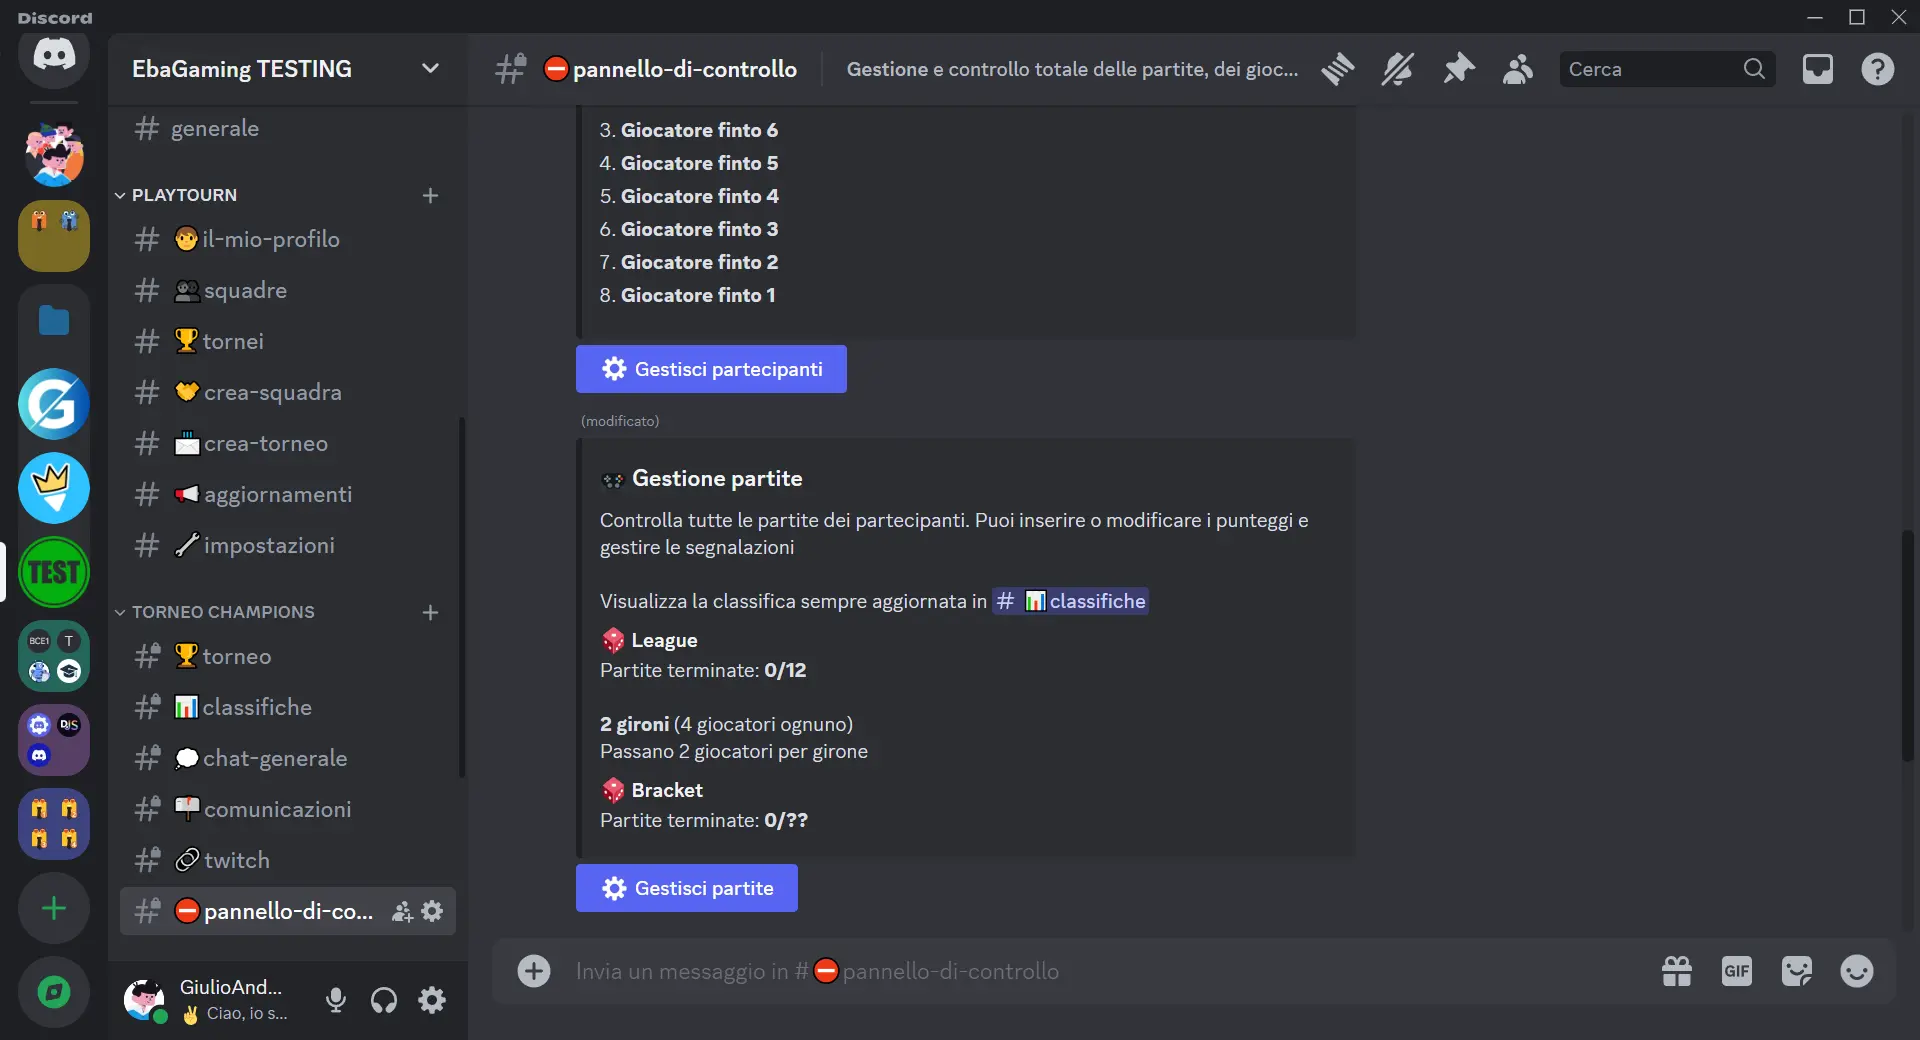 Discord
EbaGaming TESTING
pannello-di-controllo
Gestione e controllo totale delle partite, dei gioc...
Cerca
generale
PLAYTOURN
il-mio-profilo
squadre
tornei
crea-squadra
crea-torneo
aggiornamenti
impostazioni
TORNEO CHAMPIONS
torneo
classifiche
chat-generale
comunicazioni
twitch
pannello-di-co...
TEST
BCE1 T
DJS
GiulioAnd...
Ciao, io s...
3. Giocatore finto 6
4. Giocatore finto 5
5. Giocatore finto 4
6. Giocatore finto 3
7. Giocatore finto 2
8. Giocatore finto 1
Gestisci partecipanti
(modificato)
Gestione partite
Controlla tutte le partite dei partecipanti. Puoi inserire o modificare i punteggi e
gestire le segnalazioni
Visualizza la classifica sempre aggiornata in # classifiche
League
Partite terminate: 0/12
2 gironi (4 giocatori ognuno)
Passano 2 giocatori per girone
Bracket
Partite terminate: 0/??
Gestisci partite
Invia un messaggio in # pannello-di-controllo
GIF